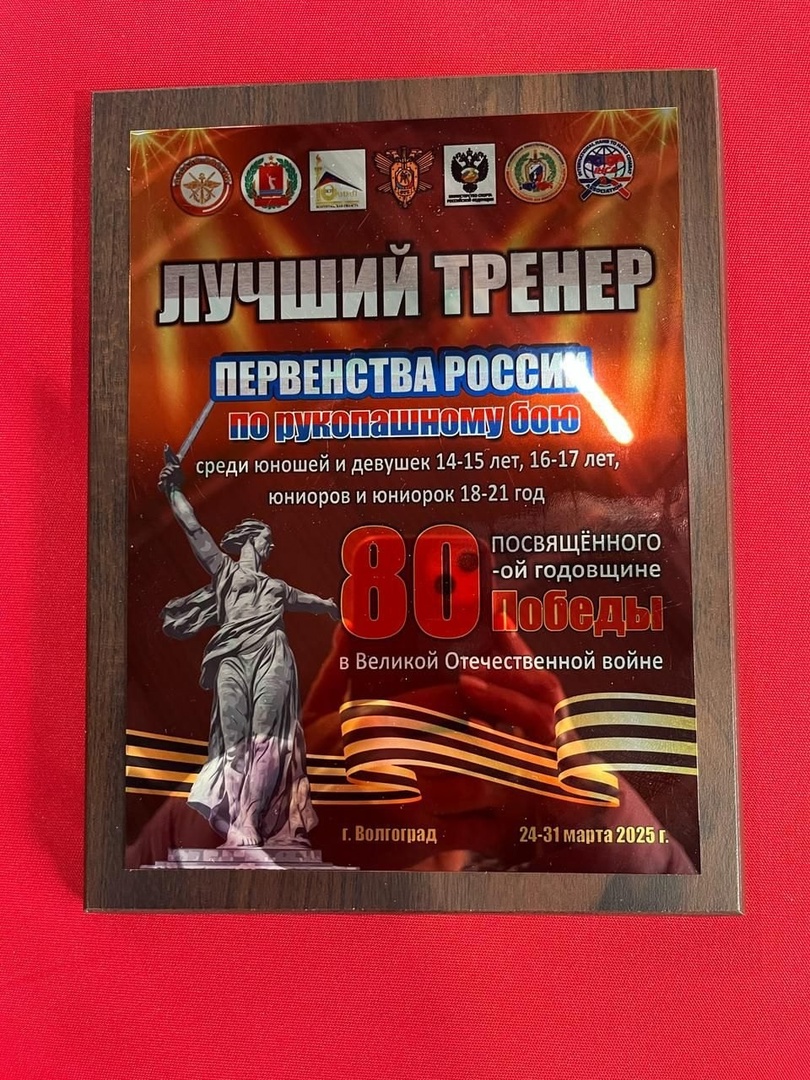 ЛУЧШИЙ ТРЕНЕР
ПЕРВЕНСТВА РОССИИ
по рукопашному бою
среди юношей и девушек 14-15 лет, 16-17 лет,
юниоров и юниорок 18-21 год
ПОСВЯЩЁННОГО
80 -ой годовщине
Победы
в Великой Отечественной войне
г. Волгоград 24-31 марта 2025 г.